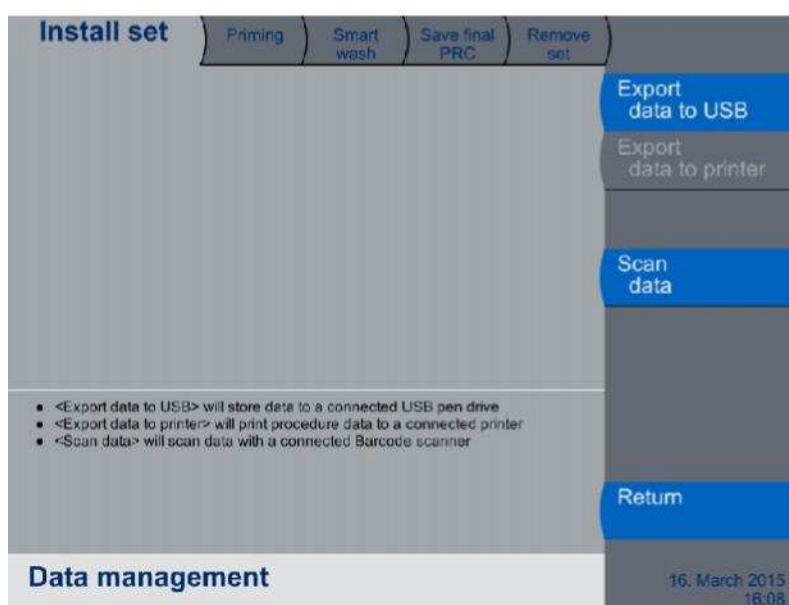 Install set
Priming
Smart
wash
Save final
PRC
Remove
set
Export
data to USB
Export
data to printer
Scan
data
• <Export data to USB> will store data to a connected USB pen drive
• <Export data to printer> will print procedure data to a connected printer
• <Scan data> will scan data with a connected Barcode scanner
Return
Data management
16. March 2015
16:08